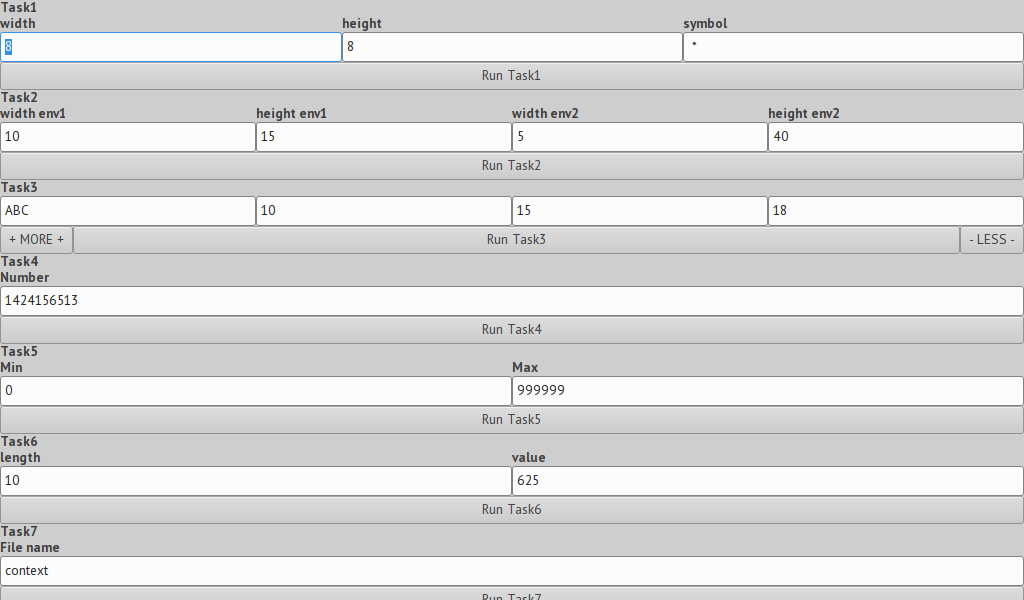 Task1
width height symbol
8 8 *
Run Task1
Task2
width env1 height env1 width env2 height env2
10 15 5 40
Run Task2
Task3
ABC 10 15 18
+ MORE + Run Task3 - LESS -
Task4
Number
1424156513
Run Task4
Task5
Min Max
0 999999
Run Task5
Task6
length value
10 625
Run Task6
Task7
File name
context
Run Task7